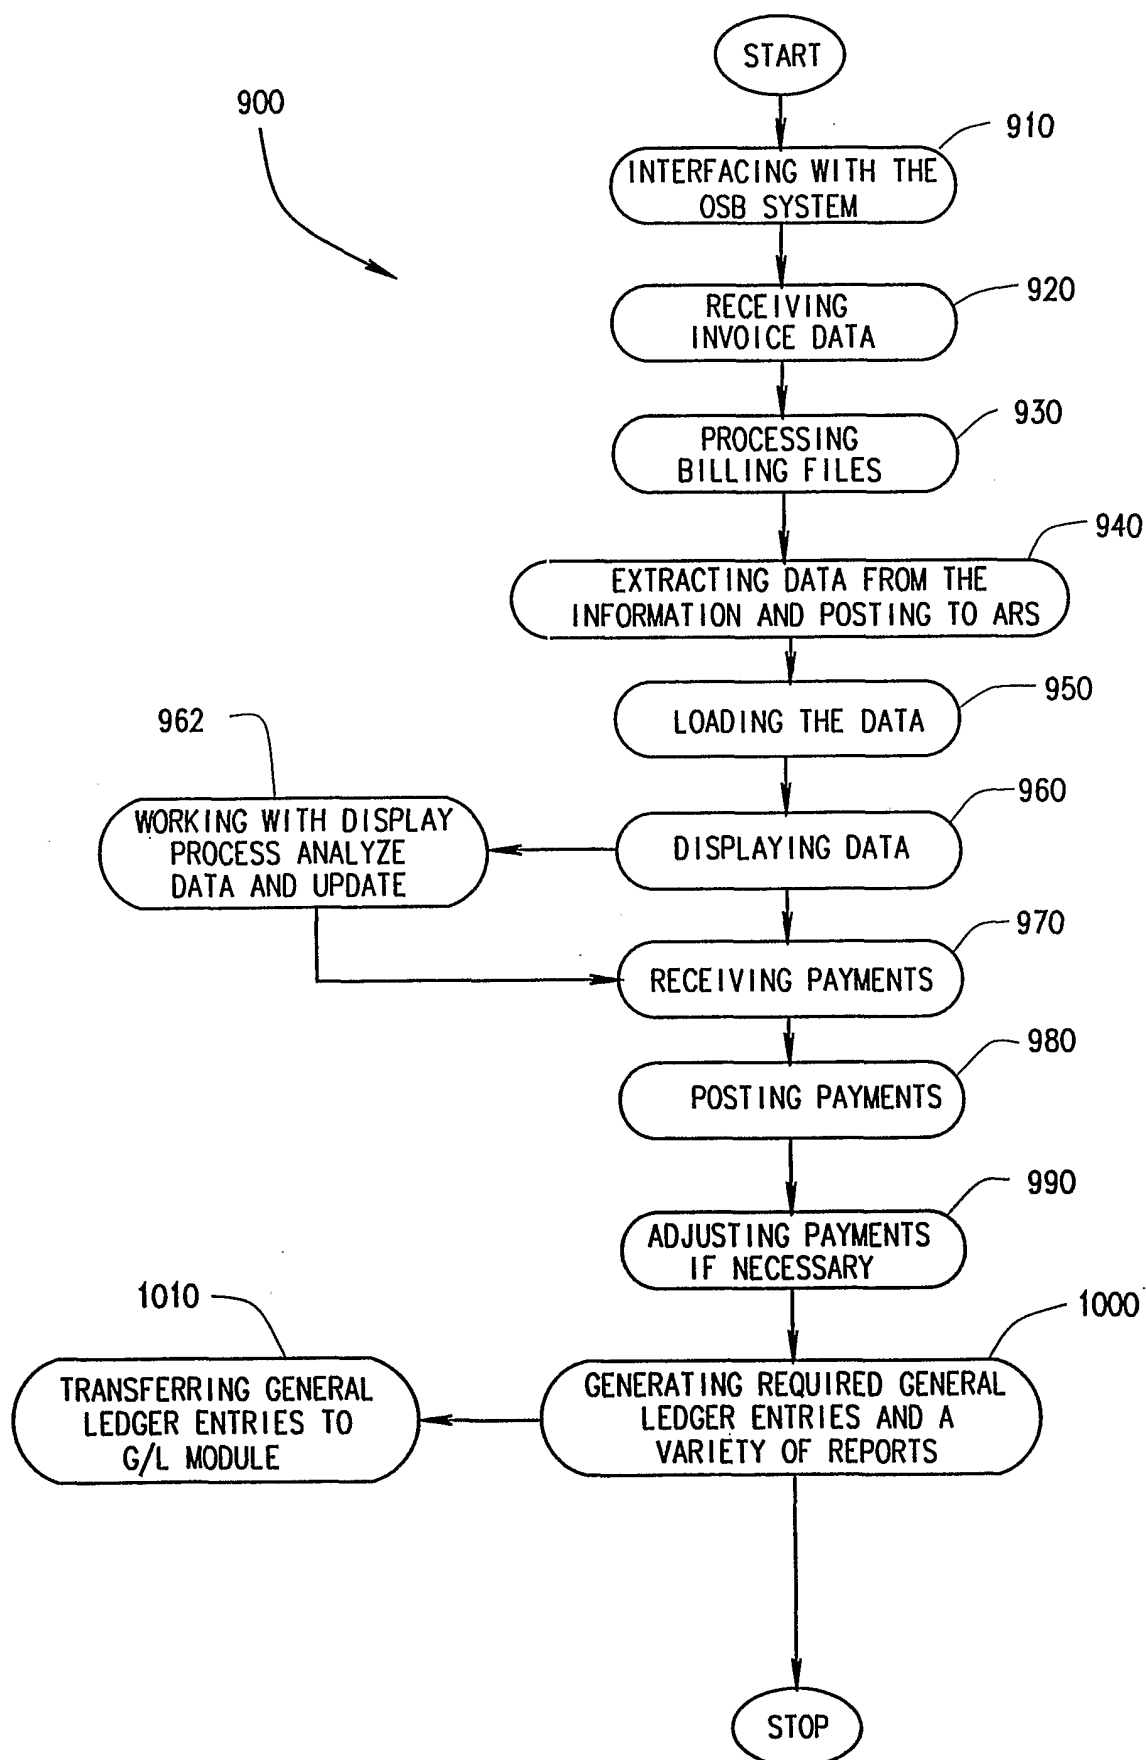 START
900
910
INTERFACING WITH THE
OSB SYSTEM
920
RECEIVING
INVOICE DATA
930
PROCESSING
BILLING FILES
940
EXTRACTING DATA FROM THE
INFORMATION AND POSTING TO ARS
950
LOADING THE DATA
962
960
WORKING WITH DISPLAY
PROCESS ANALYZE
DATA AND UPDATE
DISPLAYING DATA
970
RECEIVING PAYMENTS
980
POSTING PAYMENTS
990
ADJUSTING PAYMENTS
IF NECESSARY
1010
1000
TRANSFERRING GENERAL
LEDGER ENTRIES TO
G/L MODULE
GENERATING REQUIRED GENERAL
LEDGER ENTRIES AND A
VARIETY OF REPORTS
STOP